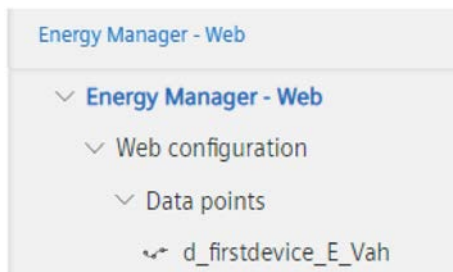 Energy Manager - Web
Energy Manager - Web
Web configuration
Data points
d_firstdevice_E_Vah